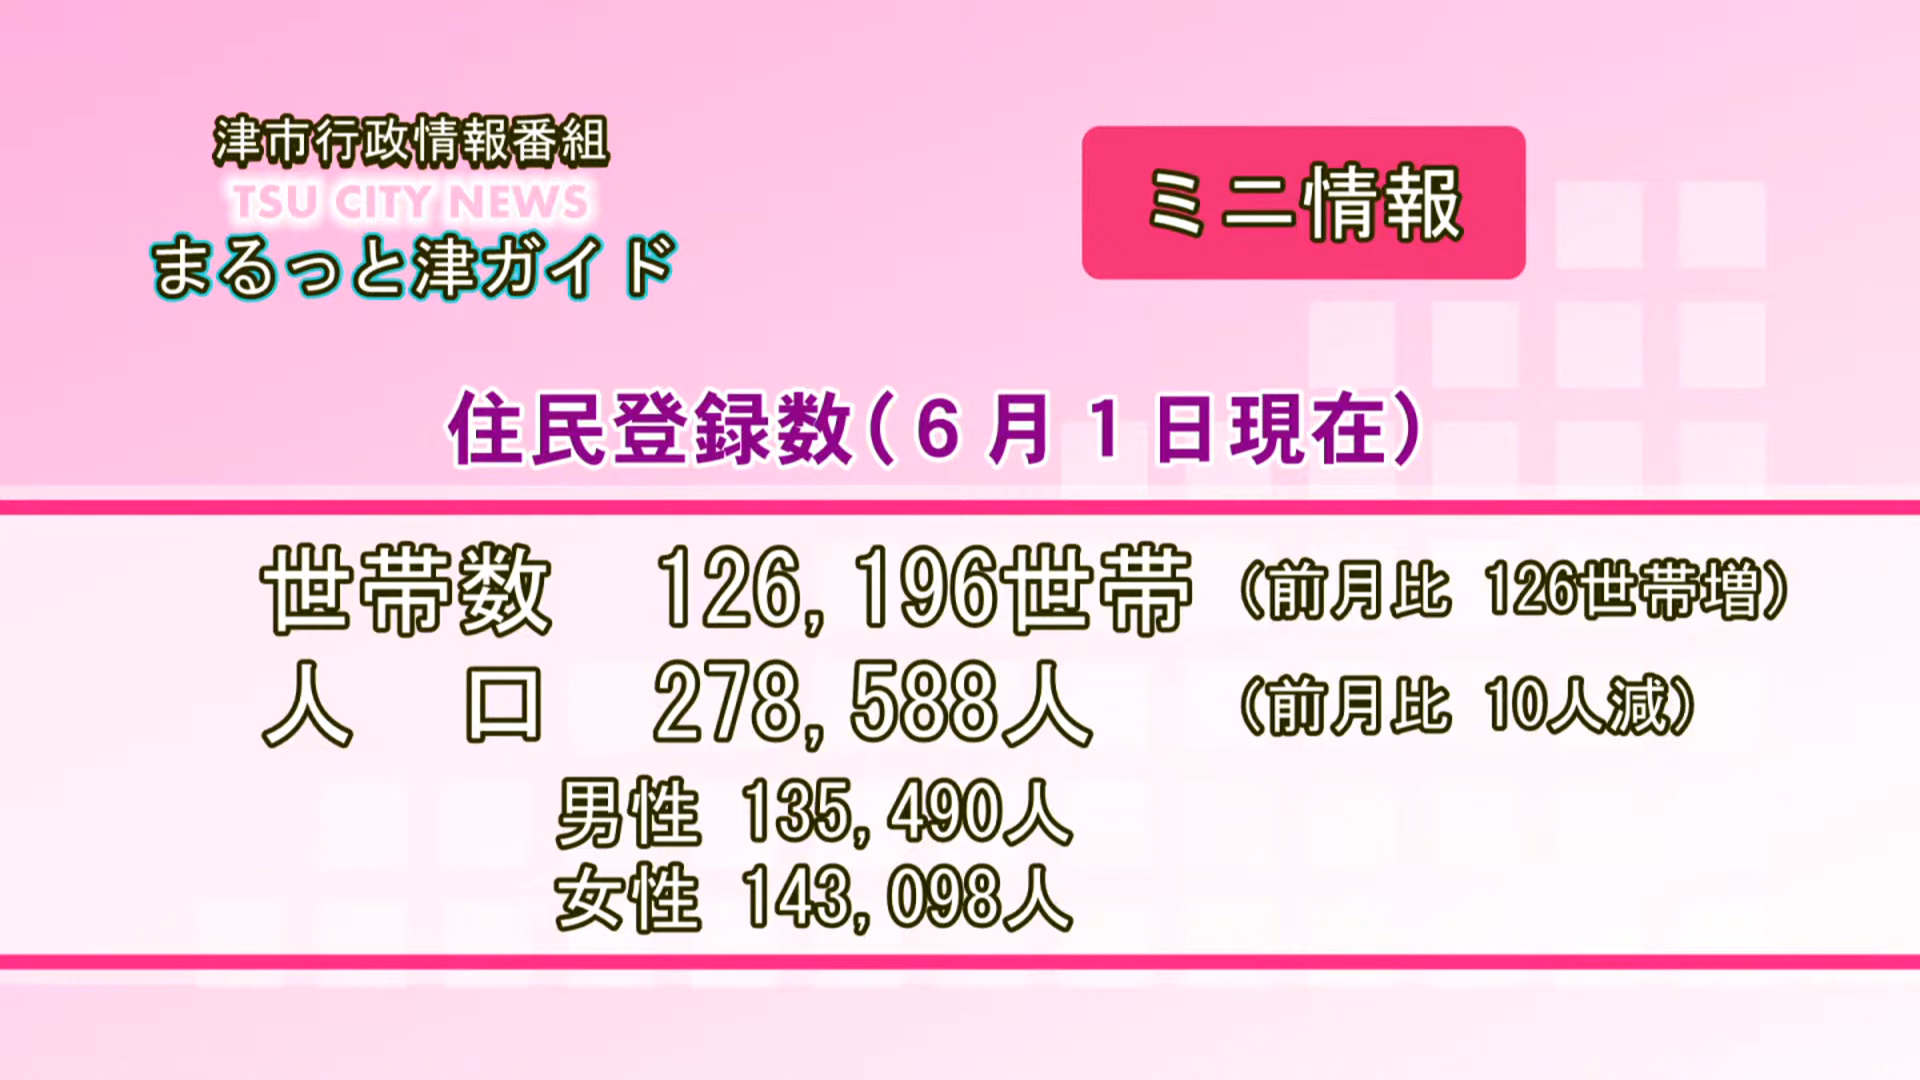 津市行政情報番組
TSU CITY NEWS
まるっと津ガイド
ミニ情報
住民登録数(６月１日現在)
世帯数　126,196世帯 (前月比 126世帯増)
人　口　278,588人 (前月比 10人減)
男性 135,490人
女性 143,098人